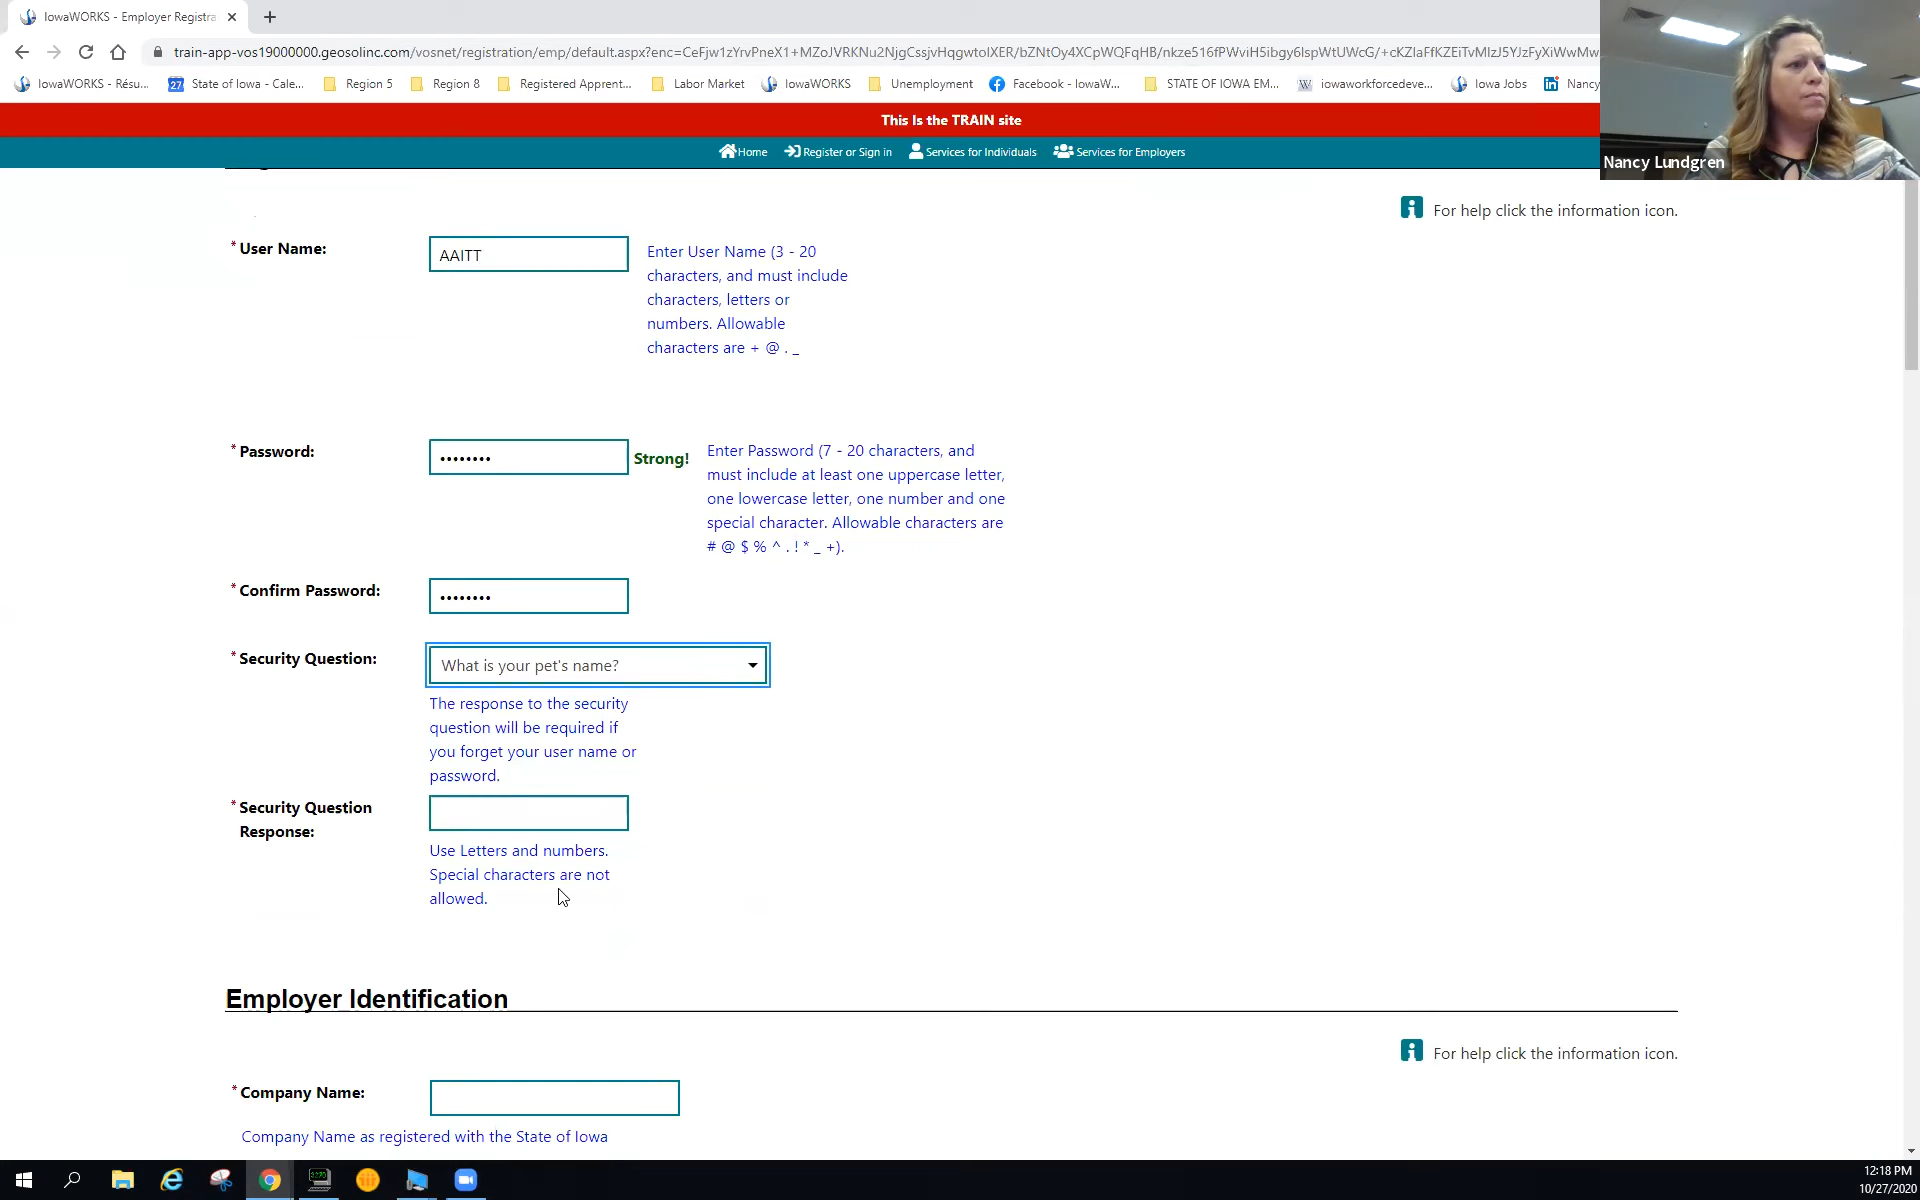 IowaWORKS - Employer Registra
train-app-vos19000000.geosolinc.com/vosnet/registration/emp/default.aspx?enc=CeFjw1zYrvPneX1+MZoJVRKNu2NjgCssjvHqgwtolXER/bZNtOy4XCpWQFqHB/nkze516fPWviH5ibgy6lspWtUWcG/+cKZlaFfKZEiTvMIzJ5YJzFyXiWwMw
IowaWORKS - Résu... 27 State of Iowa - Cale... Region 5 Region 8 Registered Apprent... Labor Market IowaWORKS Unemployment Facebook - IowaW... STATE OF IOWA EM... W iowaworkforcedeve... Iowa Jobs in Nancy
This Is the TRAIN site
Home Register or Sign in Services for Individuals Services for Employers
Nancy Lundgren
For help click the information icon.
* User Name:
AAITT
Enter User Name (3 - 20
characters, and must include
characters, letters or
numbers. Allowable
characters are + @ . _
* Password:
•••••••• Strong!
Enter Password (7 - 20 characters, and
must include at least one uppercase letter,
one lowercase letter, one number and one
special character. Allowable characters are
# @ $ % ^ . ! * _ +).
* Confirm Password:
••••••••
* Security Question:
What is your pet's name?
The response to the security
question will be required if
you forget your user name or
password.
* Security Question
Response:
Use Letters and numbers.
Special characters are not
allowed.
Employer Identification
For help click the information icon.
* Company Name:
Company Name as registered with the State of Iowa
12:18 PM
10/27/2020